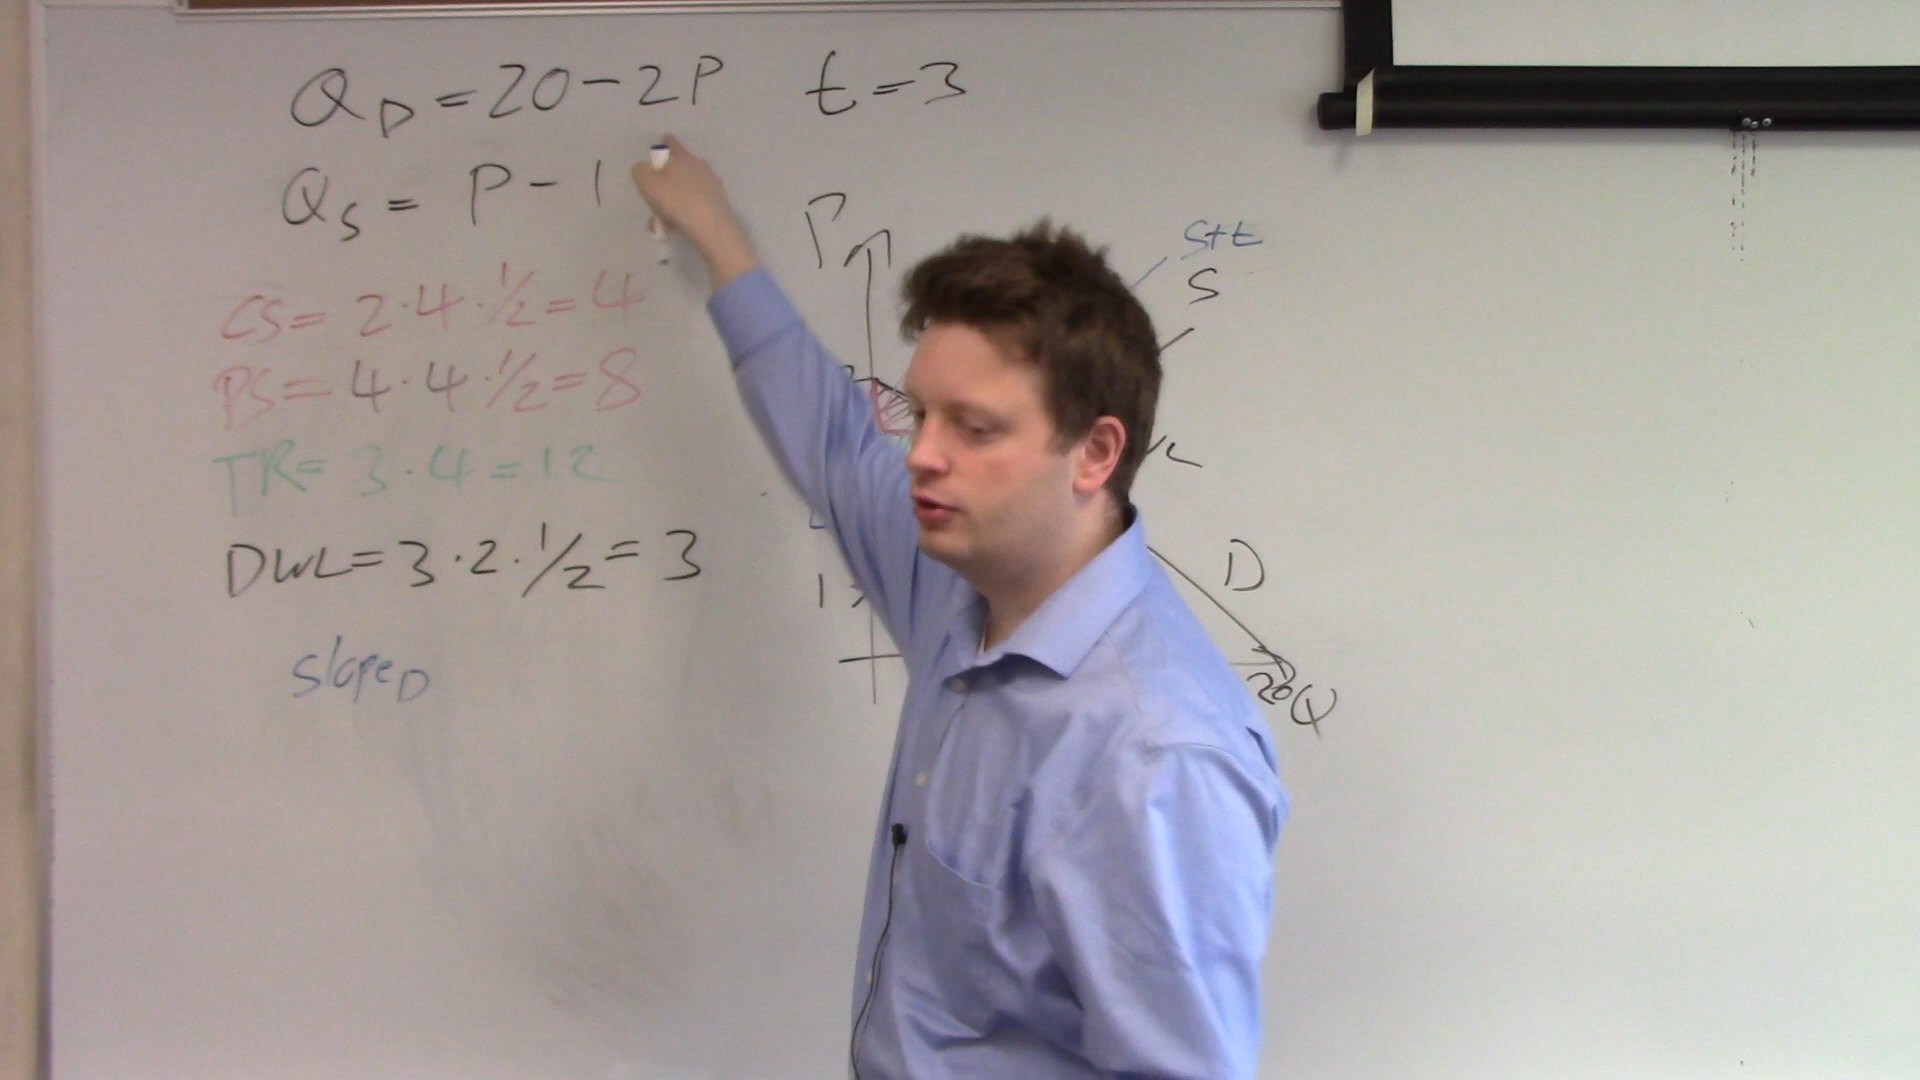 Q_D = 20 - 2P t = 3
Q_S = P - 1
CS = 2 · 4 · 1/2 = 4
PS = 4 · 4 · 1/2 = 8
TR = 3 · 4 = 12
DWL = 3 · 2 · 1/2 = 3
slope_D
P
S+t
S
D
1
20 Q